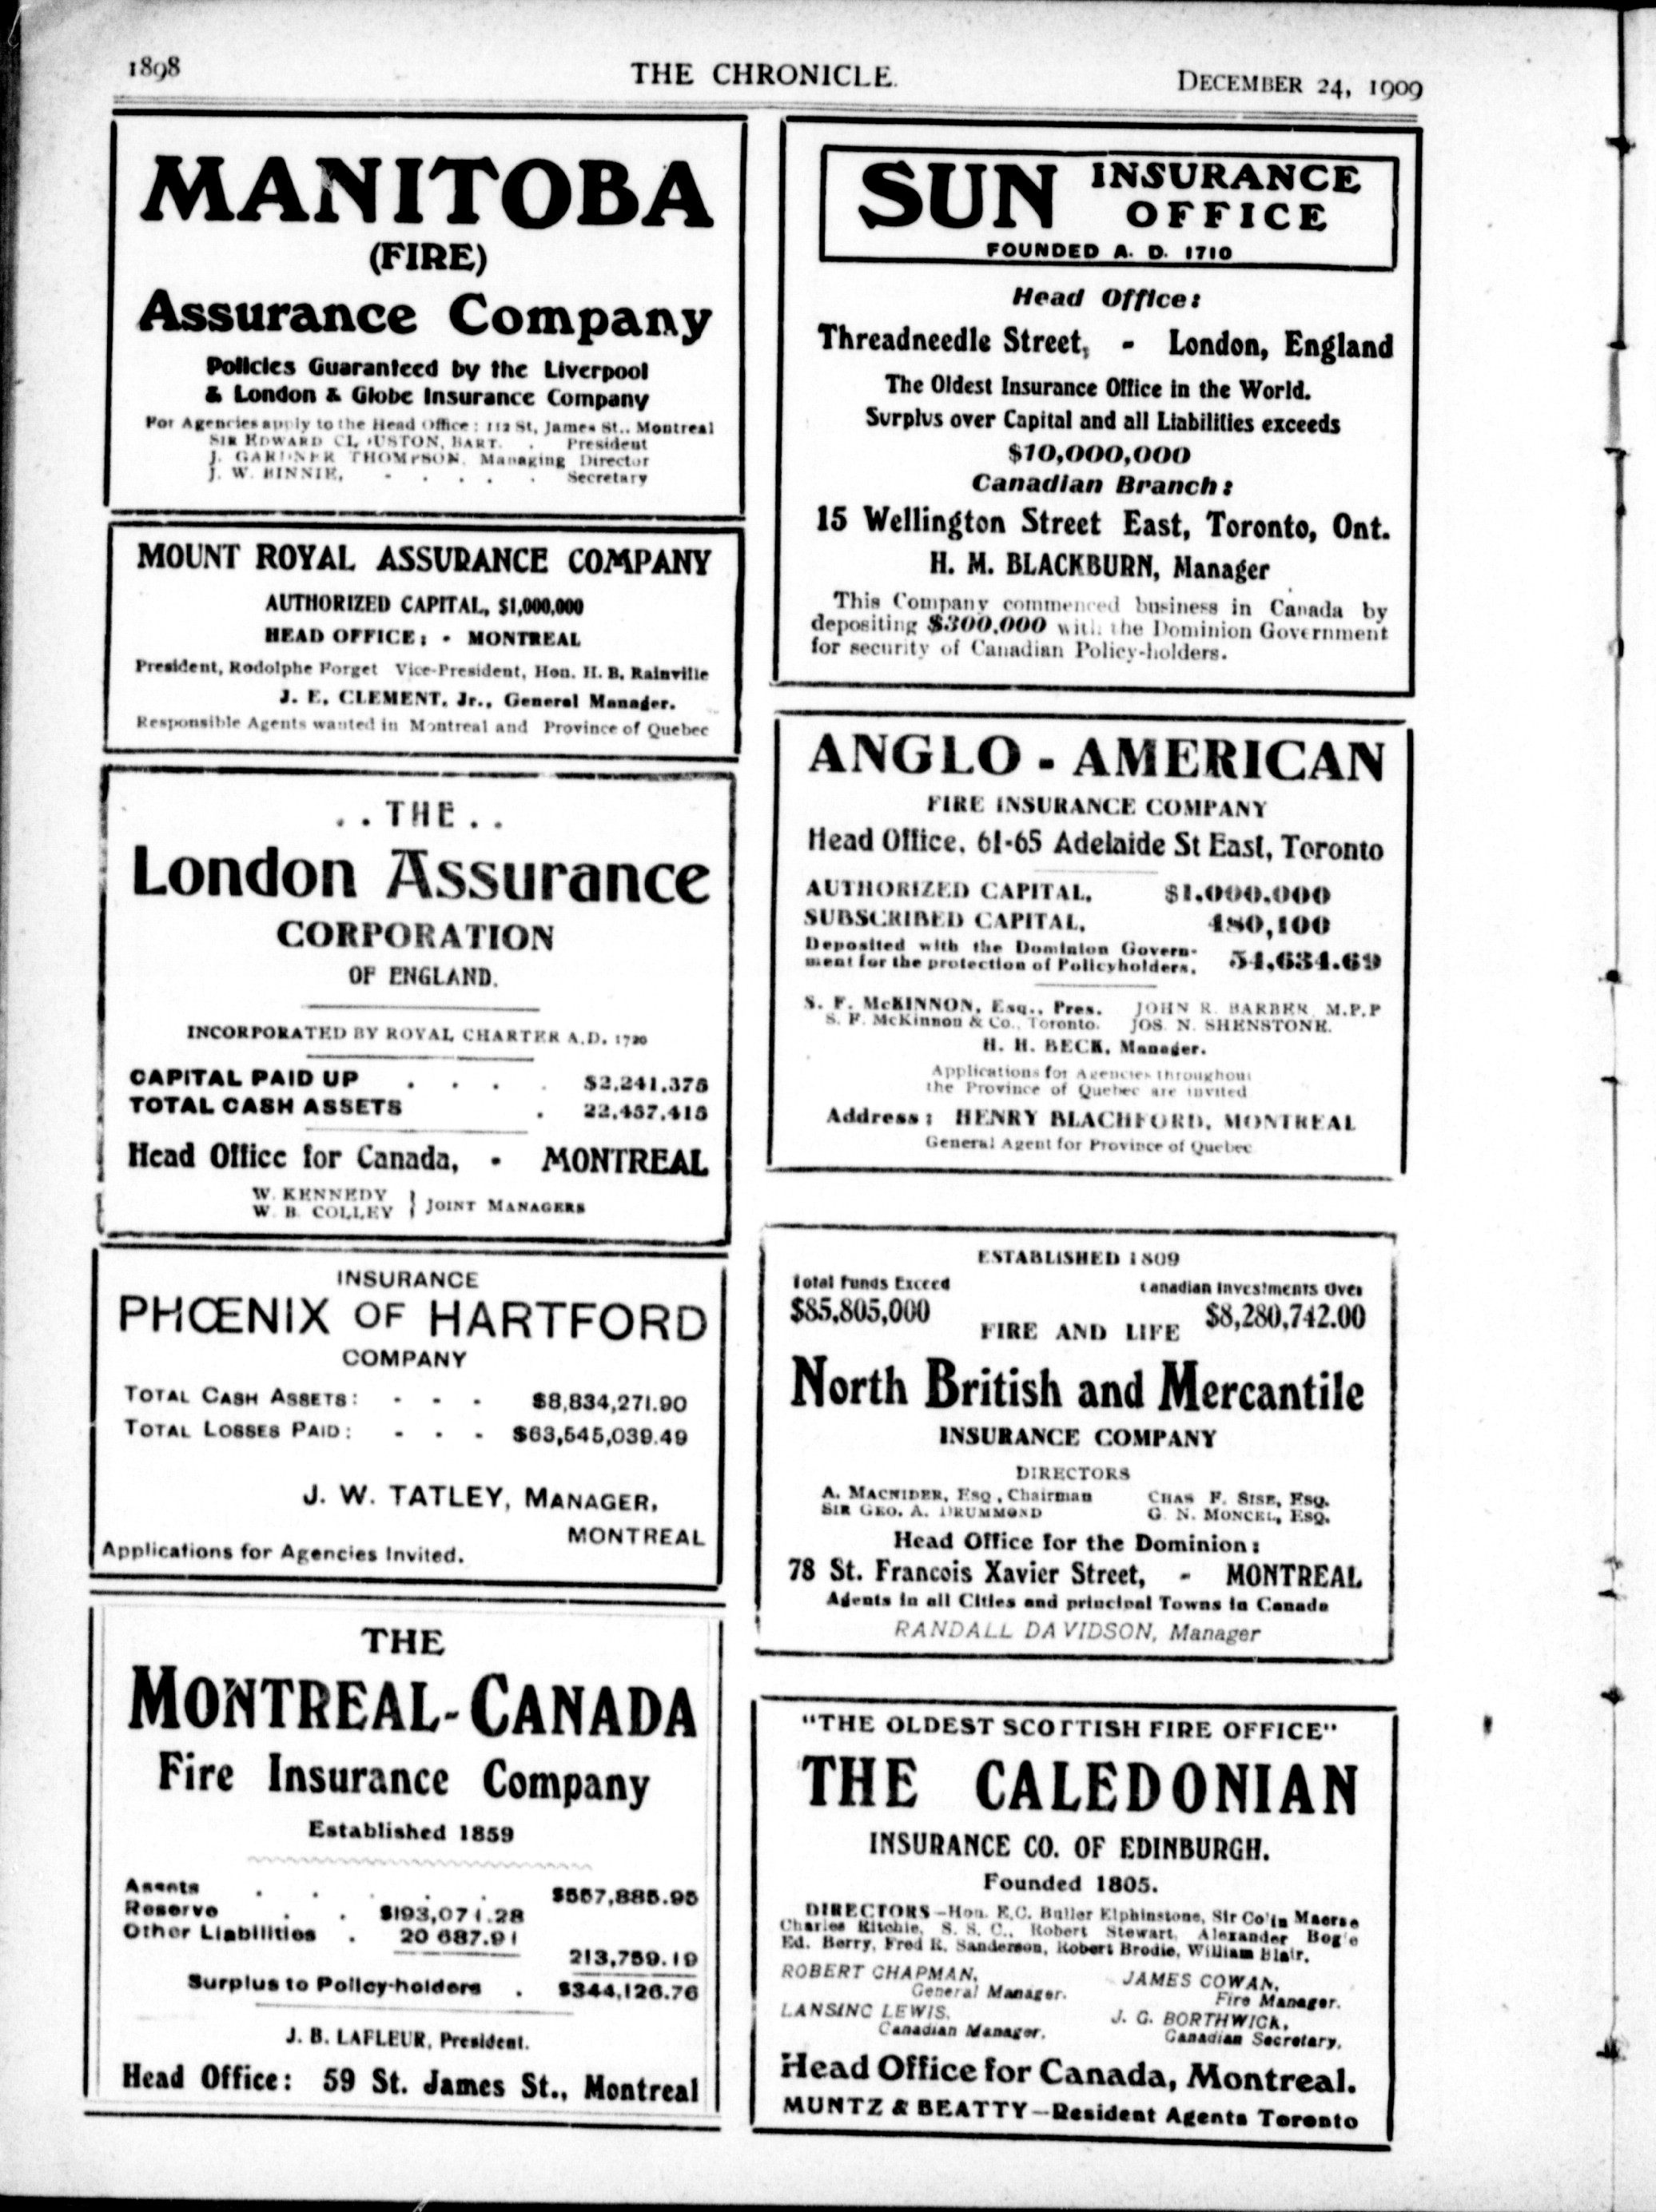 1898
THE CHRONICLE.
DECEMBER 24, 1909
MANITOBA
(FIRE)
Assurance Company
Policies Guaranteed by the Liverpool
& London & Globe Insurance Company
For Agencies apply to the Head Office: 112 St. James St., Montreal
SIR EDWARD CLOUSTON, BART. . President
J. GARDNER THOMPSON, Managing Director
J. W. BINNIE, - . . . . Secretary
MOUNT ROYAL ASSURANCE COMPANY
AUTHORIZED CAPITAL, $1,000,000
HEAD OFFICE; - MONTREAL
President, Rodolphe Forget Vice-President, Hon. H. B. Rainville
J. E. CLEMENT, Jr., General Manager.
Responsible Agents wanted in Montreal and Province of Quebec
..THE..
London Assurance
CORPORATION
OF ENGLAND.
INCORPORATED BY ROYAL CHARTER A.D. 1720
CAPITAL PAID UP . . . . $2,241,375
TOTAL CASH ASSETS . 22,457,415
Head Office for Canada, - MONTREAL
W. KENNEDY
W. B. COLLEY } JOINT MANAGERS
INSURANCE
PHŒNIX OF HARTFORD
COMPANY
TOTAL CASH ASSETS: - - - $8,834,271.90
TOTAL LOSSES PAID: - - - $63,545,039.49
J. W. TATLEY, MANAGER,
MONTREAL
Applications for Agencies Invited.
THE
MONTREAL-CANADA
Fire Insurance Company
Established 1859
Assets . . . . $557,885.95
Reserve . . $193,071.28
Other Liabilities . 20 687.91
213,759.19
Surplus to Policy-holders . $344,126.76
J. B. LAFLEUR, President.
Head Office: 59 St. James St., Montreal
SUN INSURANCE
OFFICE
FOUNDED A. D. 1710
Head Office:
Threadneedle Street, - London, England
The Oldest Insurance Office in the World.
Surplus over Capital and all Liabilities exceeds
$10,000,000
Canadian Branch:
15 Wellington Street East, Toronto, Ont.
H. M. BLACKBURN, Manager
This Company commenced business in Canada by
depositing $300,000 with the Dominion Government
for security of Canadian Policy-holders.
ANGLO - AMERICAN
FIRE INSURANCE COMPANY
Head Office, 61-65 Adelaide St East, Toronto
AUTHORIZED CAPITAL, $1,000,000
SUBSCRIBED CAPITAL, 480,100
Deposited with the Dominion Govern-
ment for the protection of Policyholders, 54,634.69
S. F. McKINNON, Esq., Pres. JOHN R. BARBER, M.P.P
S. F. McKinnon & Co., Toronto. JOS. N. SHENSTONE.
H. H. BECK, Manager.
Applications for Agencies throughout
the Province of Quebec are invited
Address: HENRY BLACHFORD, MONTREAL
General Agent for Province of Quebec
ESTABLISHED 1809
Total Funds Exceed
Canadian Investments Over
$85,805,000
$8,280,742.00
FIRE AND LIFE
North British and Mercantile
INSURANCE COMPANY
DIRECTORS
A. MACNIDER, ESQ., Chairman CHAS F. SISE, ESQ.
SIR GEO. A. DRUMMOND G. N. MONCEL, ESQ.
Head Office for the Dominion:
78 St. Francois Xavier Street, - MONTREAL
Agents in all Cities and principal Towns in Canada
RANDALL DAVIDSON, Manager
"THE OLDEST SCOTTISH FIRE OFFICE"
THE CALEDONIAN
INSURANCE CO. OF EDINBURGH.
Founded 1805.
DIRECTORS—Hon. R.C. Buller Elphinstone, Sir Colin Macrae
Charles Ritchie, S. S. C., Robert Stewart, Alexander Bogie
Ed. Berry, Fred R. Sanderson, Robert Brodie, William Blair.
ROBERT CHAPMAN, JAMES COWAN,
General Manager. Fire Manager.
LANSING LEWIS, J. G. BORTHWICK,
Canadian Manager. Canadian Secretary.
Head Office for Canada, Montreal.
MUNTZ & BEATTY—Resident Agents Toronto